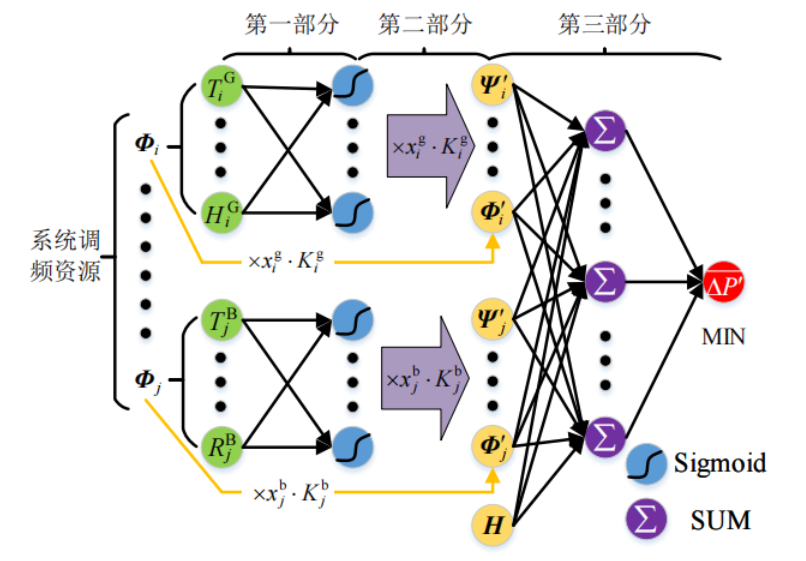 第一部分 第二部分 第三部分
T_i^G
Ψ'_i
Φ_i
×x_i^g · K_i^g
H_i^G
Φ'_i
系统调
频资源
×x_i^g · K_i^g
ΔP'
T_j^B
Ψ'_j
MIN
Φ_j
×x_j^b · K_j^b
R_j^B
Φ'_j
Σ
Σ
Σ
Sigmoid
×x_j^b · K_j^b
H
Σ
SUM